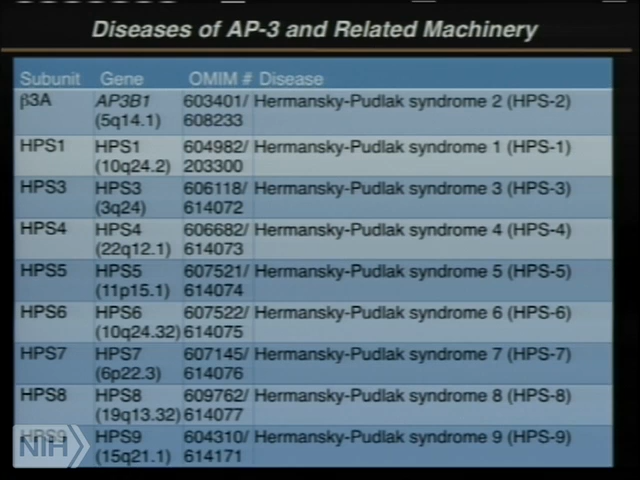 Diseases of AP-3 and Related Machinery
Subunit Gene OMIM # Disease
β3A AP3B1 603401/ Hermansky-Pudlak syndrome 2 (HPS-2)
(5q14.1) 608233
HPS1 HPS1 604982/ Hermansky-Pudlak syndrome 1 (HPS-1)
(10q24.2) 203300
HPS3 HPS3 606118/ Hermansky-Pudlak syndrome 3 (HPS-3)
(3q24) 614072
HPS4 HPS4 606682/ Hermansky-Pudlak syndrome 4 (HPS-4)
(22q12.1) 614073
HPS5 HPS5 607521/ Hermansky-Pudlak syndrome 5 (HPS-5)
(11p15.1) 614074
HPS6 HPS6 607522/ Hermansky-Pudlak syndrome 6 (HPS-6)
(10q24.32) 614075
HPS7 HPS7 607145/ Hermansky-Pudlak syndrome 7 (HPS-7)
(6p22.3) 614076
HPS8 HPS8 609762/ Hermansky-Pudlak syndrome 8 (HPS-8)
(19q13.32) 614077
HPS9 HPS9 604310/ Hermansky-Pudlak syndrome 9 (HPS-9)
(15q21.1) 614171
NIH